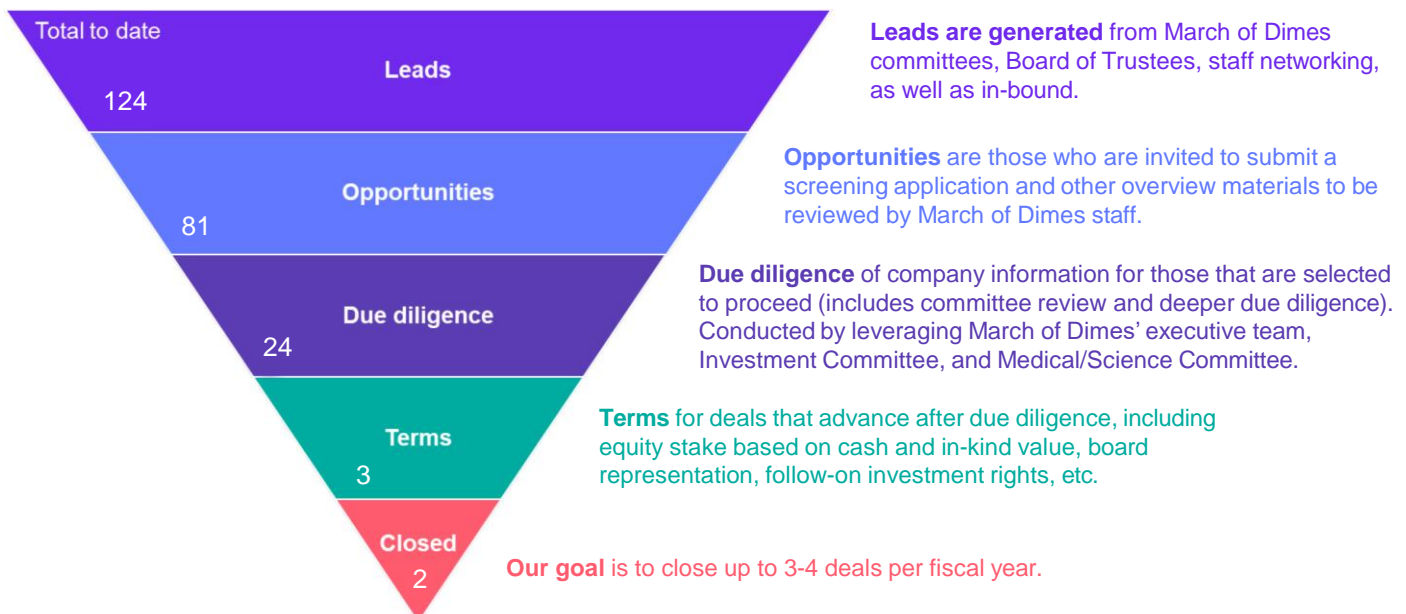 Total to date
Leads
124
Leads are generated from March of Dimes
committees, Board of Trustees, staff networking,
as well as in-bound.
Opportunities
81
Opportunities are those who are invited to submit a
screening application and other overview materials to be
reviewed by March of Dimes staff.
Due diligence
24
Due diligence of company information for those that are selected
to proceed (includes committee review and deeper due diligence).
Conducted by leveraging March of Dimes’ executive team,
Investment Committee, and Medical/Science Committee.
Terms
3
Terms for deals that advance after due diligence, including
equity stake based on cash and in-kind value, board
representation, follow-on investment rights, etc.
Closed
2
Our goal is to close up to 3-4 deals per fiscal year.